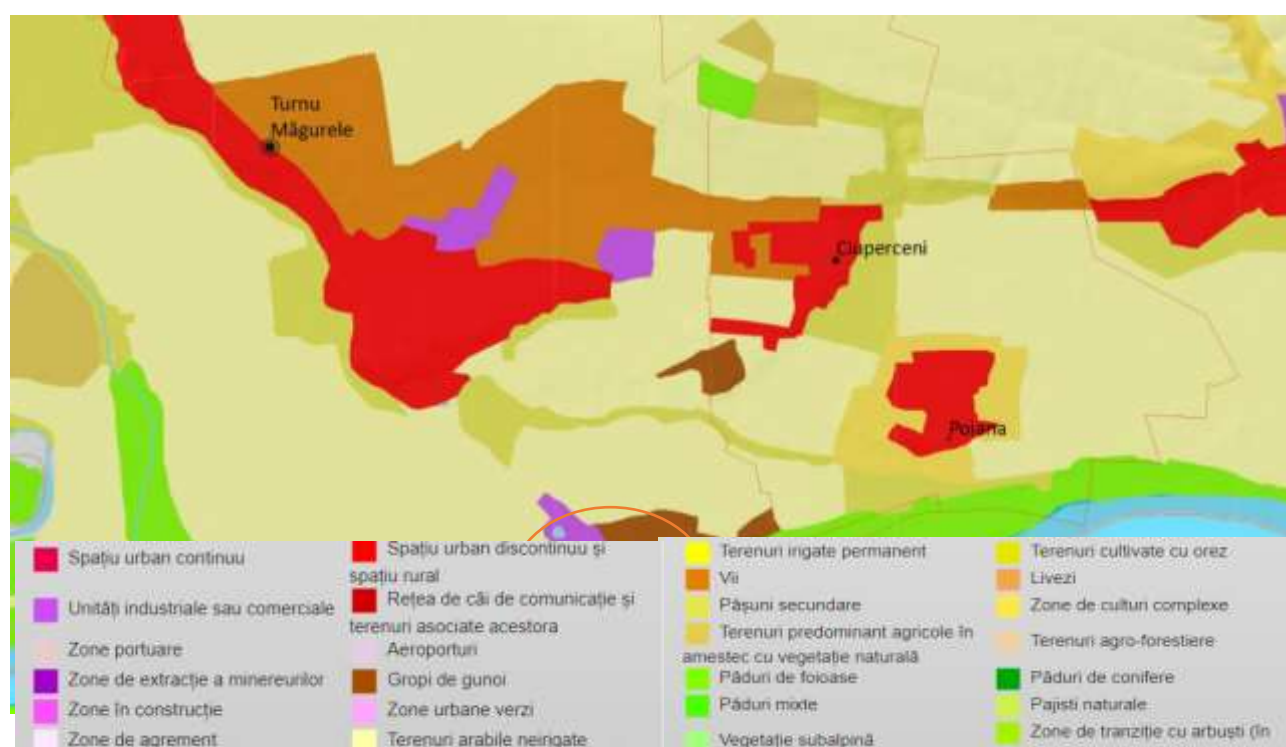 Turnu
Măgurele
Ciuperceni
Poiana
Spațiu urban continuu
Unități industriale sau comerciale
Zone portuare
Zone de extracție a minereurilor
Zone în construcție
Zone de agrement
Spațiu urban discontinuu și
spațiu rural
Rețea de căi de comunicație și
terenuri asociate acestora
Aeroporturi
Gropi de gunoi
Zone urbane verzi
Terenuri arabile neirigate
Terenuri irigate permanent
Vii
Pășuni secundare
Terenuri predominant agricole în
amestec cu vegetație naturală
Păduri de foioase
Păduri mixte
Vegetație subalpină
Terenuri cultivate cu orez
Livezi
Zone de culturi complexe
Terenuri agro-forestiere
Păduri de conifere
Pajisti naturale
Zone de tranziție cu arbuști (în